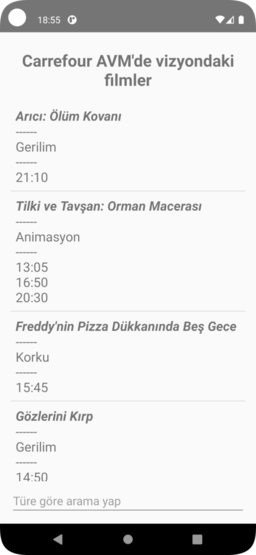 18:55
Carrefour AVM'de vizyondaki
filmler
Arıcı: Ölüm Kovanı
------
Gerilim
------
21:10
Tilki ve Tavşan: Orman Macerası
------
Animasyon
------
13:05
16:50
20:30
Freddy'nin Pizza Dükkanında Beş Gece
------
Korku
------
15:45
Gözlerini Kırp
------
Gerilim
------
14:50
Türe göre arama yap